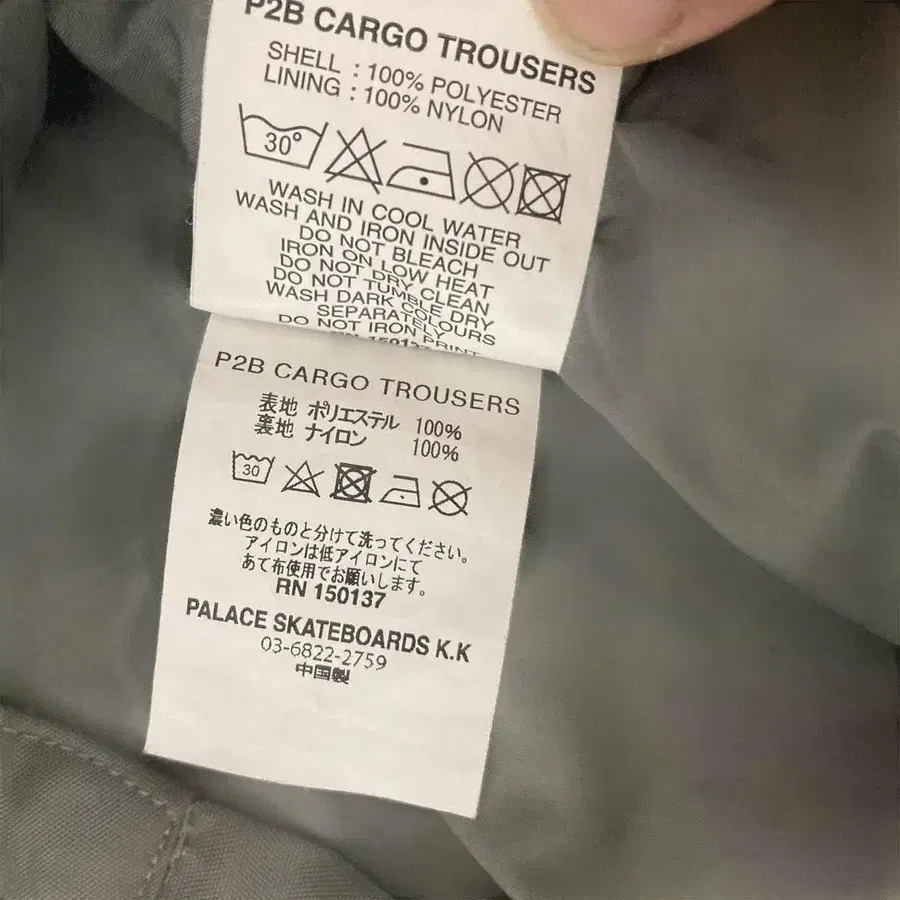 P2B CARGO TROUSERS
SHELL : 100% POLYESTER
LINING : 100% NYLON
30°
WASH IN COOL WATER
WASH AND IRON INSIDE OUT
DO NOT BLEACH
IRON ON LOW HEAT
DO NOT DRY CLEAN
DO NOT TUMBLE DRY
WASH DARK COLOURS
SEPARATELY
DO NOT IRON PRINT
RN 150137
P2B CARGO TROUSERS
表地 ポリエステル 100%
裏地 ナイロン 100%
30
濃い色のものと分けて洗ってください。
アイロンは低アイロンにて
あて布使用でお願いします。
RN 150137
PALACE SKATEBOARDS K.K
03-6822-2759
中国製